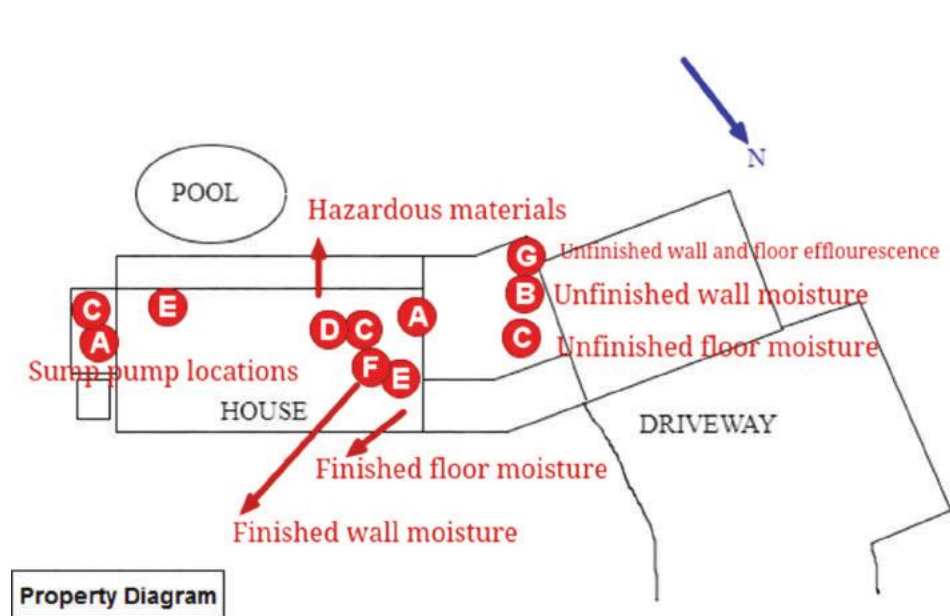 N
POOL
Hazardous materials
G Unfinished wall and floor efflourescence
B Unfinished wall moisture
C Unfinished floor moisture
C
E
A
D
C
A
Sump pump locations
F
E
HOUSE
DRIVEWAY
Finished floor moisture
Finished wall moisture
Property Diagram